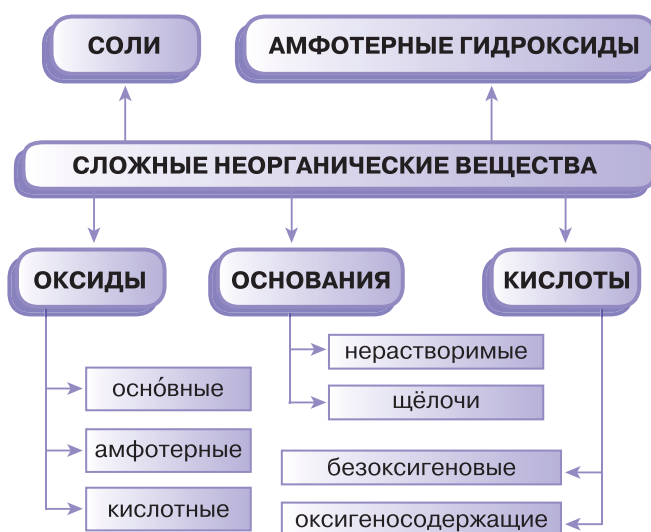 СОЛИ
АМФОТЕРНЫЕ ГИДРОКСИДЫ
СЛОЖНЫЕ НЕОРГАНИЧЕСКИЕ ВЕЩЕСТВА
ОКСИДЫ
ОСНОВАНИЯ
КИСЛОТЫ
осно́вные
амфотерные
кислотные
нерастворимые
щёлочи
безоксигеновые
оксигеносодержащие